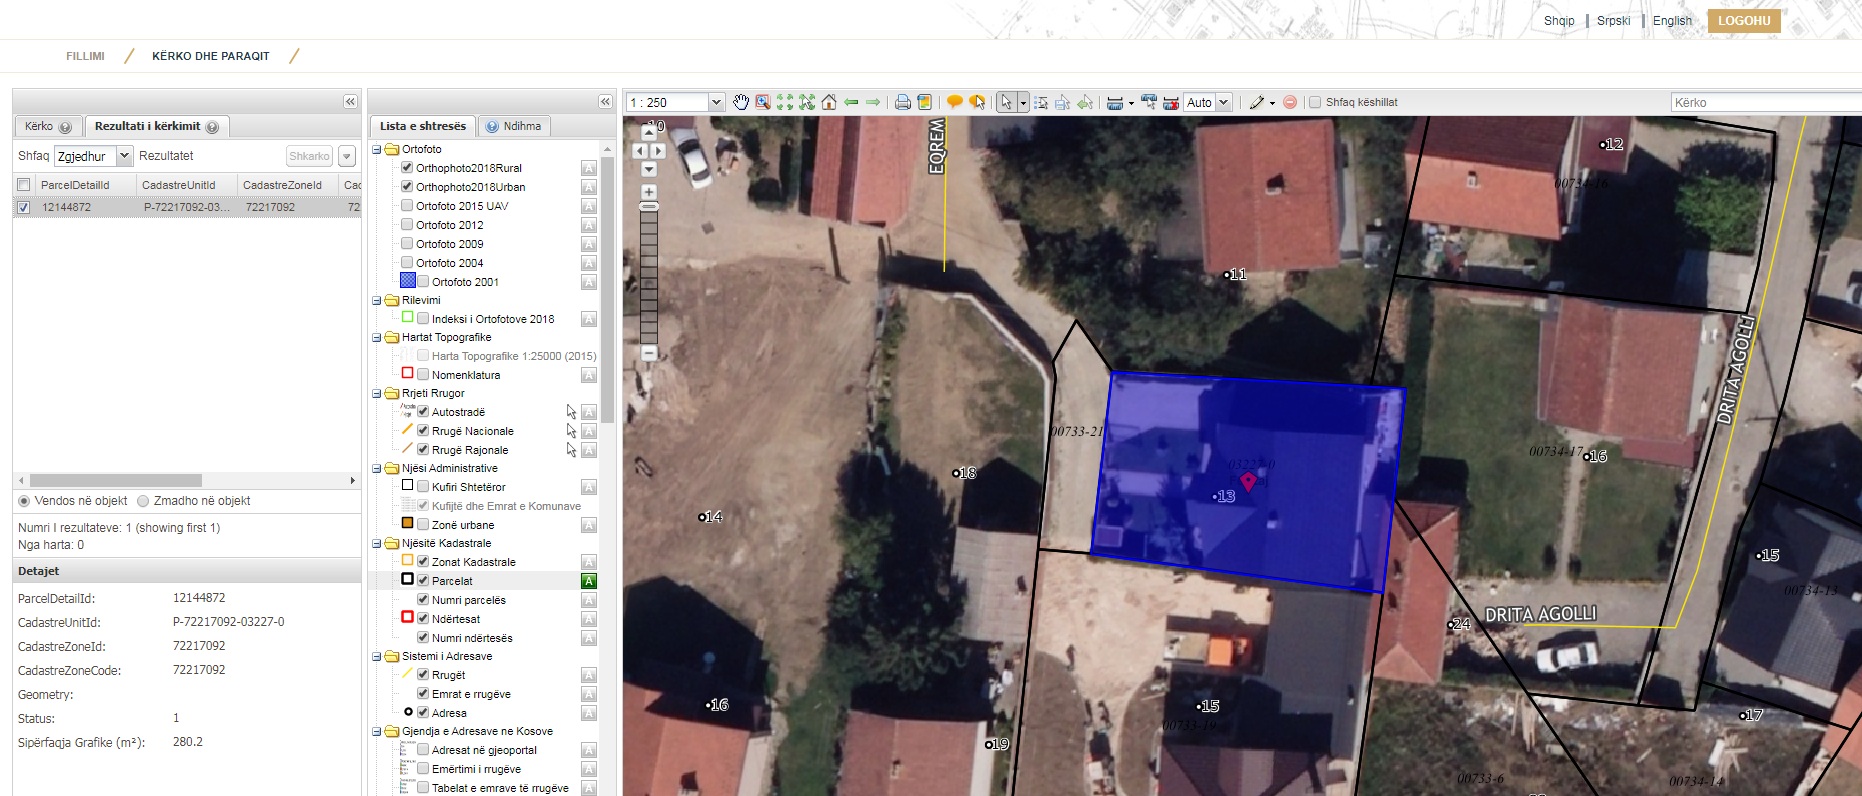 Shqip
Srpski
English
LOGOHU
FILLIMI
KËRKO DHE PARAQIT
Kërko
Rezultati i kërkimit
Shfaq
Zgjedhur
Rezultatet
Shkarko
ParcelDetailId
CadastreUnitId
CadastreZoneId
Cac
12144872
P-72217092-03...
72217092
72
Vendos në objekt
Zmadho në objekt
Numri I rezultateve: 1 (showing first 1)
Nga harta: 0
Detajet
ParcelDetailId: 12144872
CadastreUnitId: P-72217092-03227-0
CadastreZoneId: 72217092
CadastreZoneCode: 72217092
Geometry:
Status: 1
Sipërfaqja Grafike (m²): 280.2
Lista e shtresës
Ndihma
Ortofoto
Orthophoto2018Rural
Orthophoto2018Urban
Ortofoto 2015 UAV
Ortofoto 2012
Ortofoto 2009
Ortofoto 2004
Ortofoto 2001
Rilevimi
Indeksi i Ortofotove 2018
Hartat Topografike
Harta Topografike 1:25000 (2015)
Nomenklatura
Rrjeti Rrugor
Autostradë
Rrugë Nacionale
Rrugë Rajonale
Njësi Administrative
Kufiri Shtetëror
Kufijtë dhe Emrat e Komunave
Zonë urbane
Njësitë Kadastrale
Zonat Kadastrale
Parcelat
Numri parcelës
Ndërtesat
Numri ndërtesës
Sistemi i Adresave
Rrugët
Emrat e rrugëve
Adresa
Gjendja e Adresave ne Kosove
Adresat në gjeoportal
Emërtimi i rrugëve
Tabelat e emrave të rrugëve
1 : 250
Auto
Shfaq këshillat
Kërko
EQREM
12
00734-16
11
DRITA AGOLLI
00733-21
00734-17
16
18
03227-0
13
14
15
00734-13
DRITA AGOLLI
24
16
15
00733-19
17
19
00733-6
00734-14